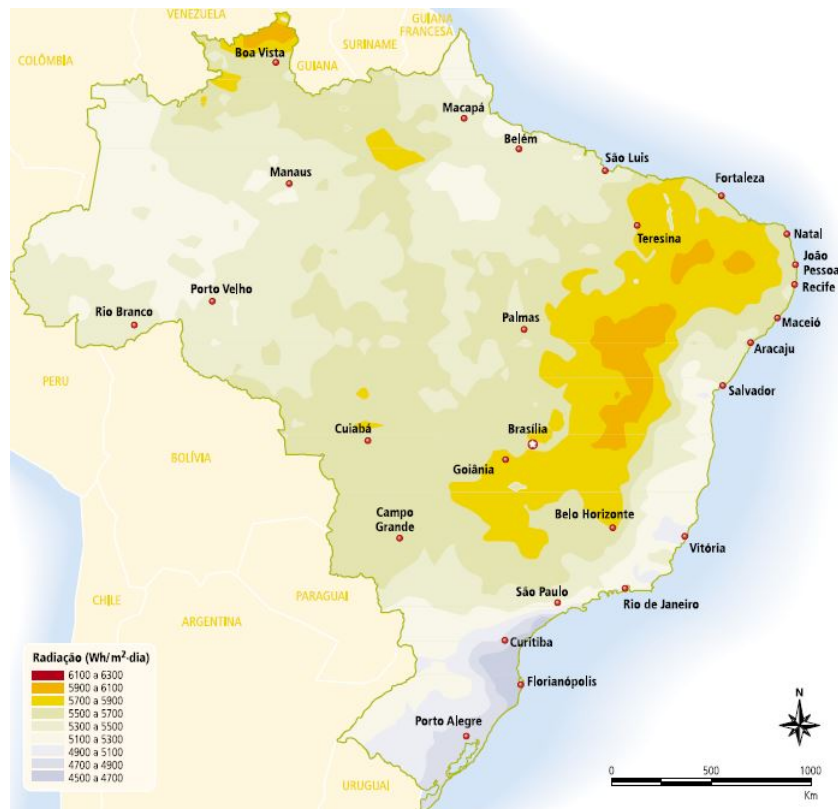 VENEZUELA
GUIANA
FRANCESA
SURINAME
COLÔMBIA
Boa Vista
GUIANA
Macapá
Belém
São Luis
Fortaleza
Manaus
Teresina
Natal
João
Pessoa
Recife
Porto Velho
Rio Branco
Palmas
Maceió
Aracaju
PERU
Salvador
Cuiabá
Brasília
BOLÍVIA
Goiânia
Campo
Grande
Belo Horizonte
Vitória
São Paulo
Rio de Janeiro
CHILE
PARAGUAI
ARGENTINA
Curitiba
Florianópolis
Porto Alegre
URUGUAI
Radiação (Wh/m²-dia)
6100 a 6300
5900 a 6100
5700 a 5900
5500 a 5700
5300 a 5500
5100 a 5300
4900 a 5100
4700 a 4900
4500 a 4700
N
0 500 1000
Km